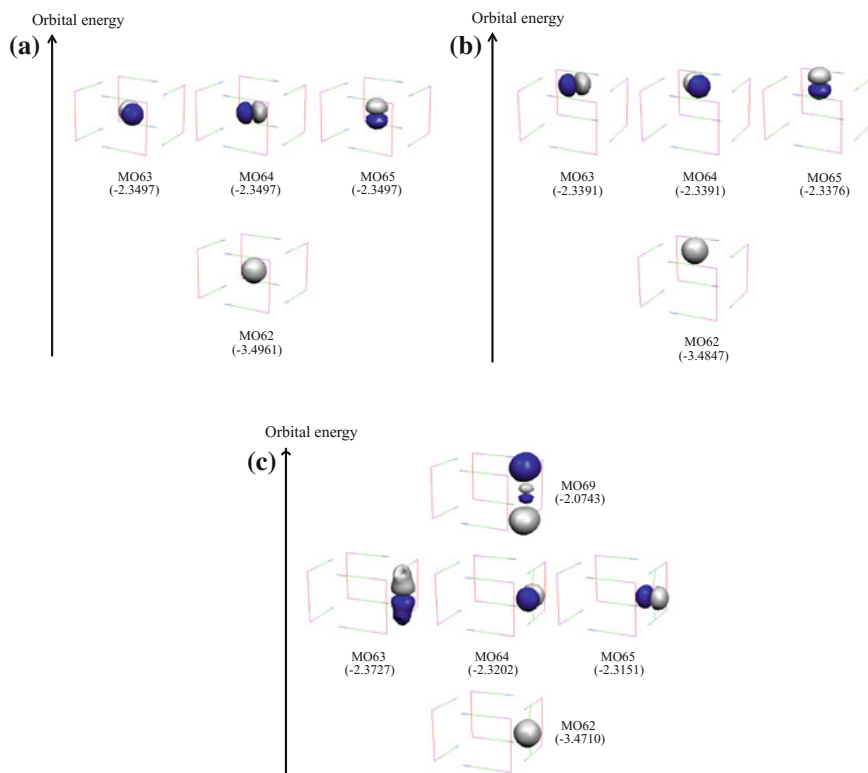 Orbital energy
(a)
MO63
(-2.3497)
MO64
(-2.3497)
MO65
(-2.3497)
MO62
(-3.4961)
Orbital energy
(b)
MO63
(-2.3391)
MO64
(-2.3391)
MO65
(-2.3376)
MO62
(-3.4847)
Orbital energy
(c)
MO69
(-2.0743)
MO63
(-2.3727)
MO64
(-2.3202)
MO65
(-2.3151)
MO62
(-3.4710)